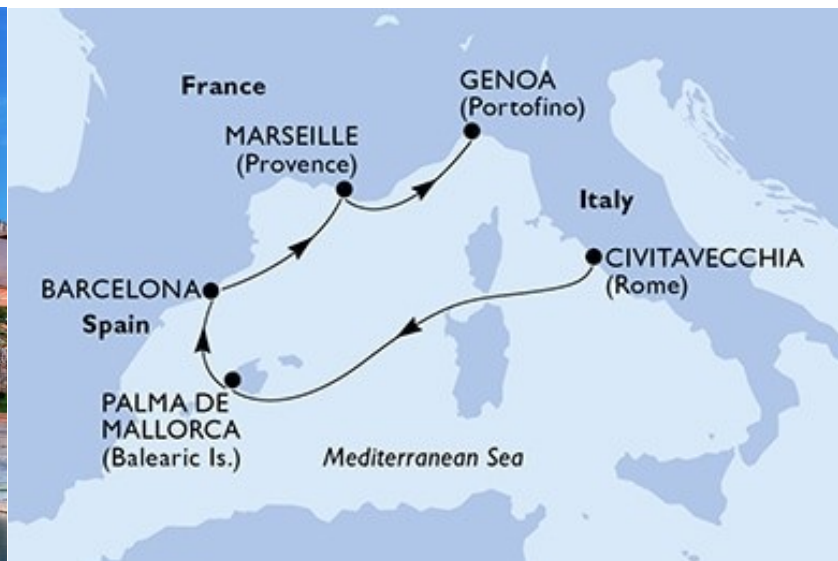 France
GENOA
(Portofino)
MARSEILLE
(Provence)
Italy
CIVITAVECCHIA
(Rome)
BARCELONA
Spain
PALMA DE
MALLORCA
(Balearic Is.)
Mediterranean Sea